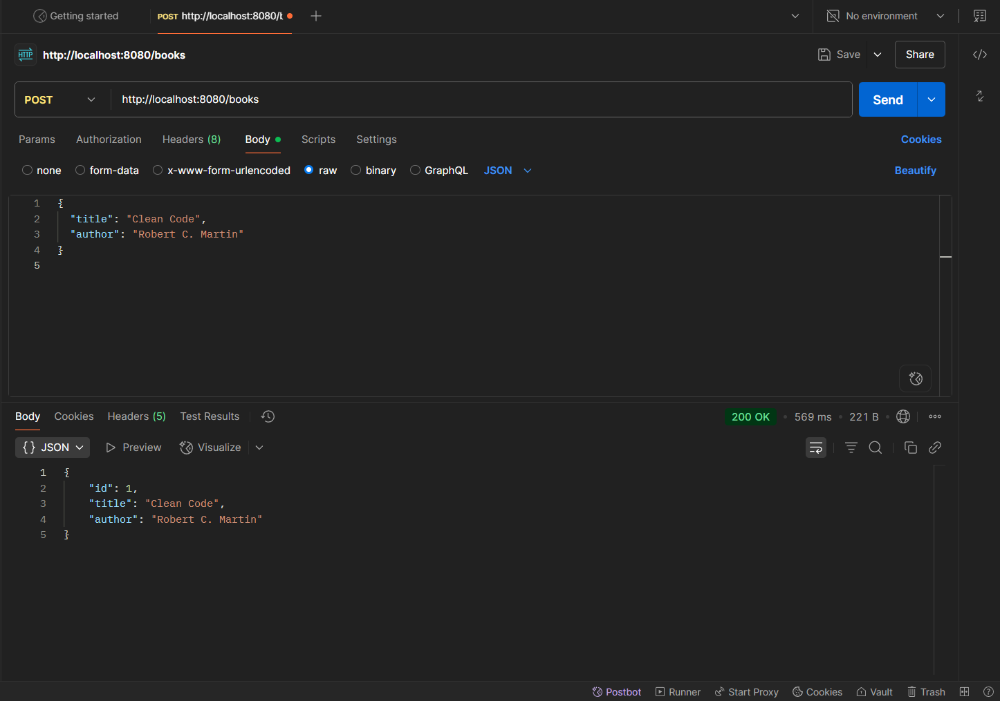 Getting started
POST http://localhost:8080/b
No environment
HTTP http://localhost:8080/books
Save
Share
POST http://localhost:8080/books
Send
Params Authorization Headers (8) Body Scripts Settings Cookies
none form-data x-www-form-urlencoded raw binary GraphQL JSON Beautify
1 {
2 "title": "Clean Code",
3 "author": "Robert C. Martin"
4 }
5
Body Cookies Headers (5) Test Results 200 OK • 569 ms • 221 B •
{} JSON Preview Visualize
1 {
2 "id": 1,
3 "title": "Clean Code",
4 "author": "Robert C. Martin"
5 }
Postbot Runner Start Proxy Cookies Vault Trash